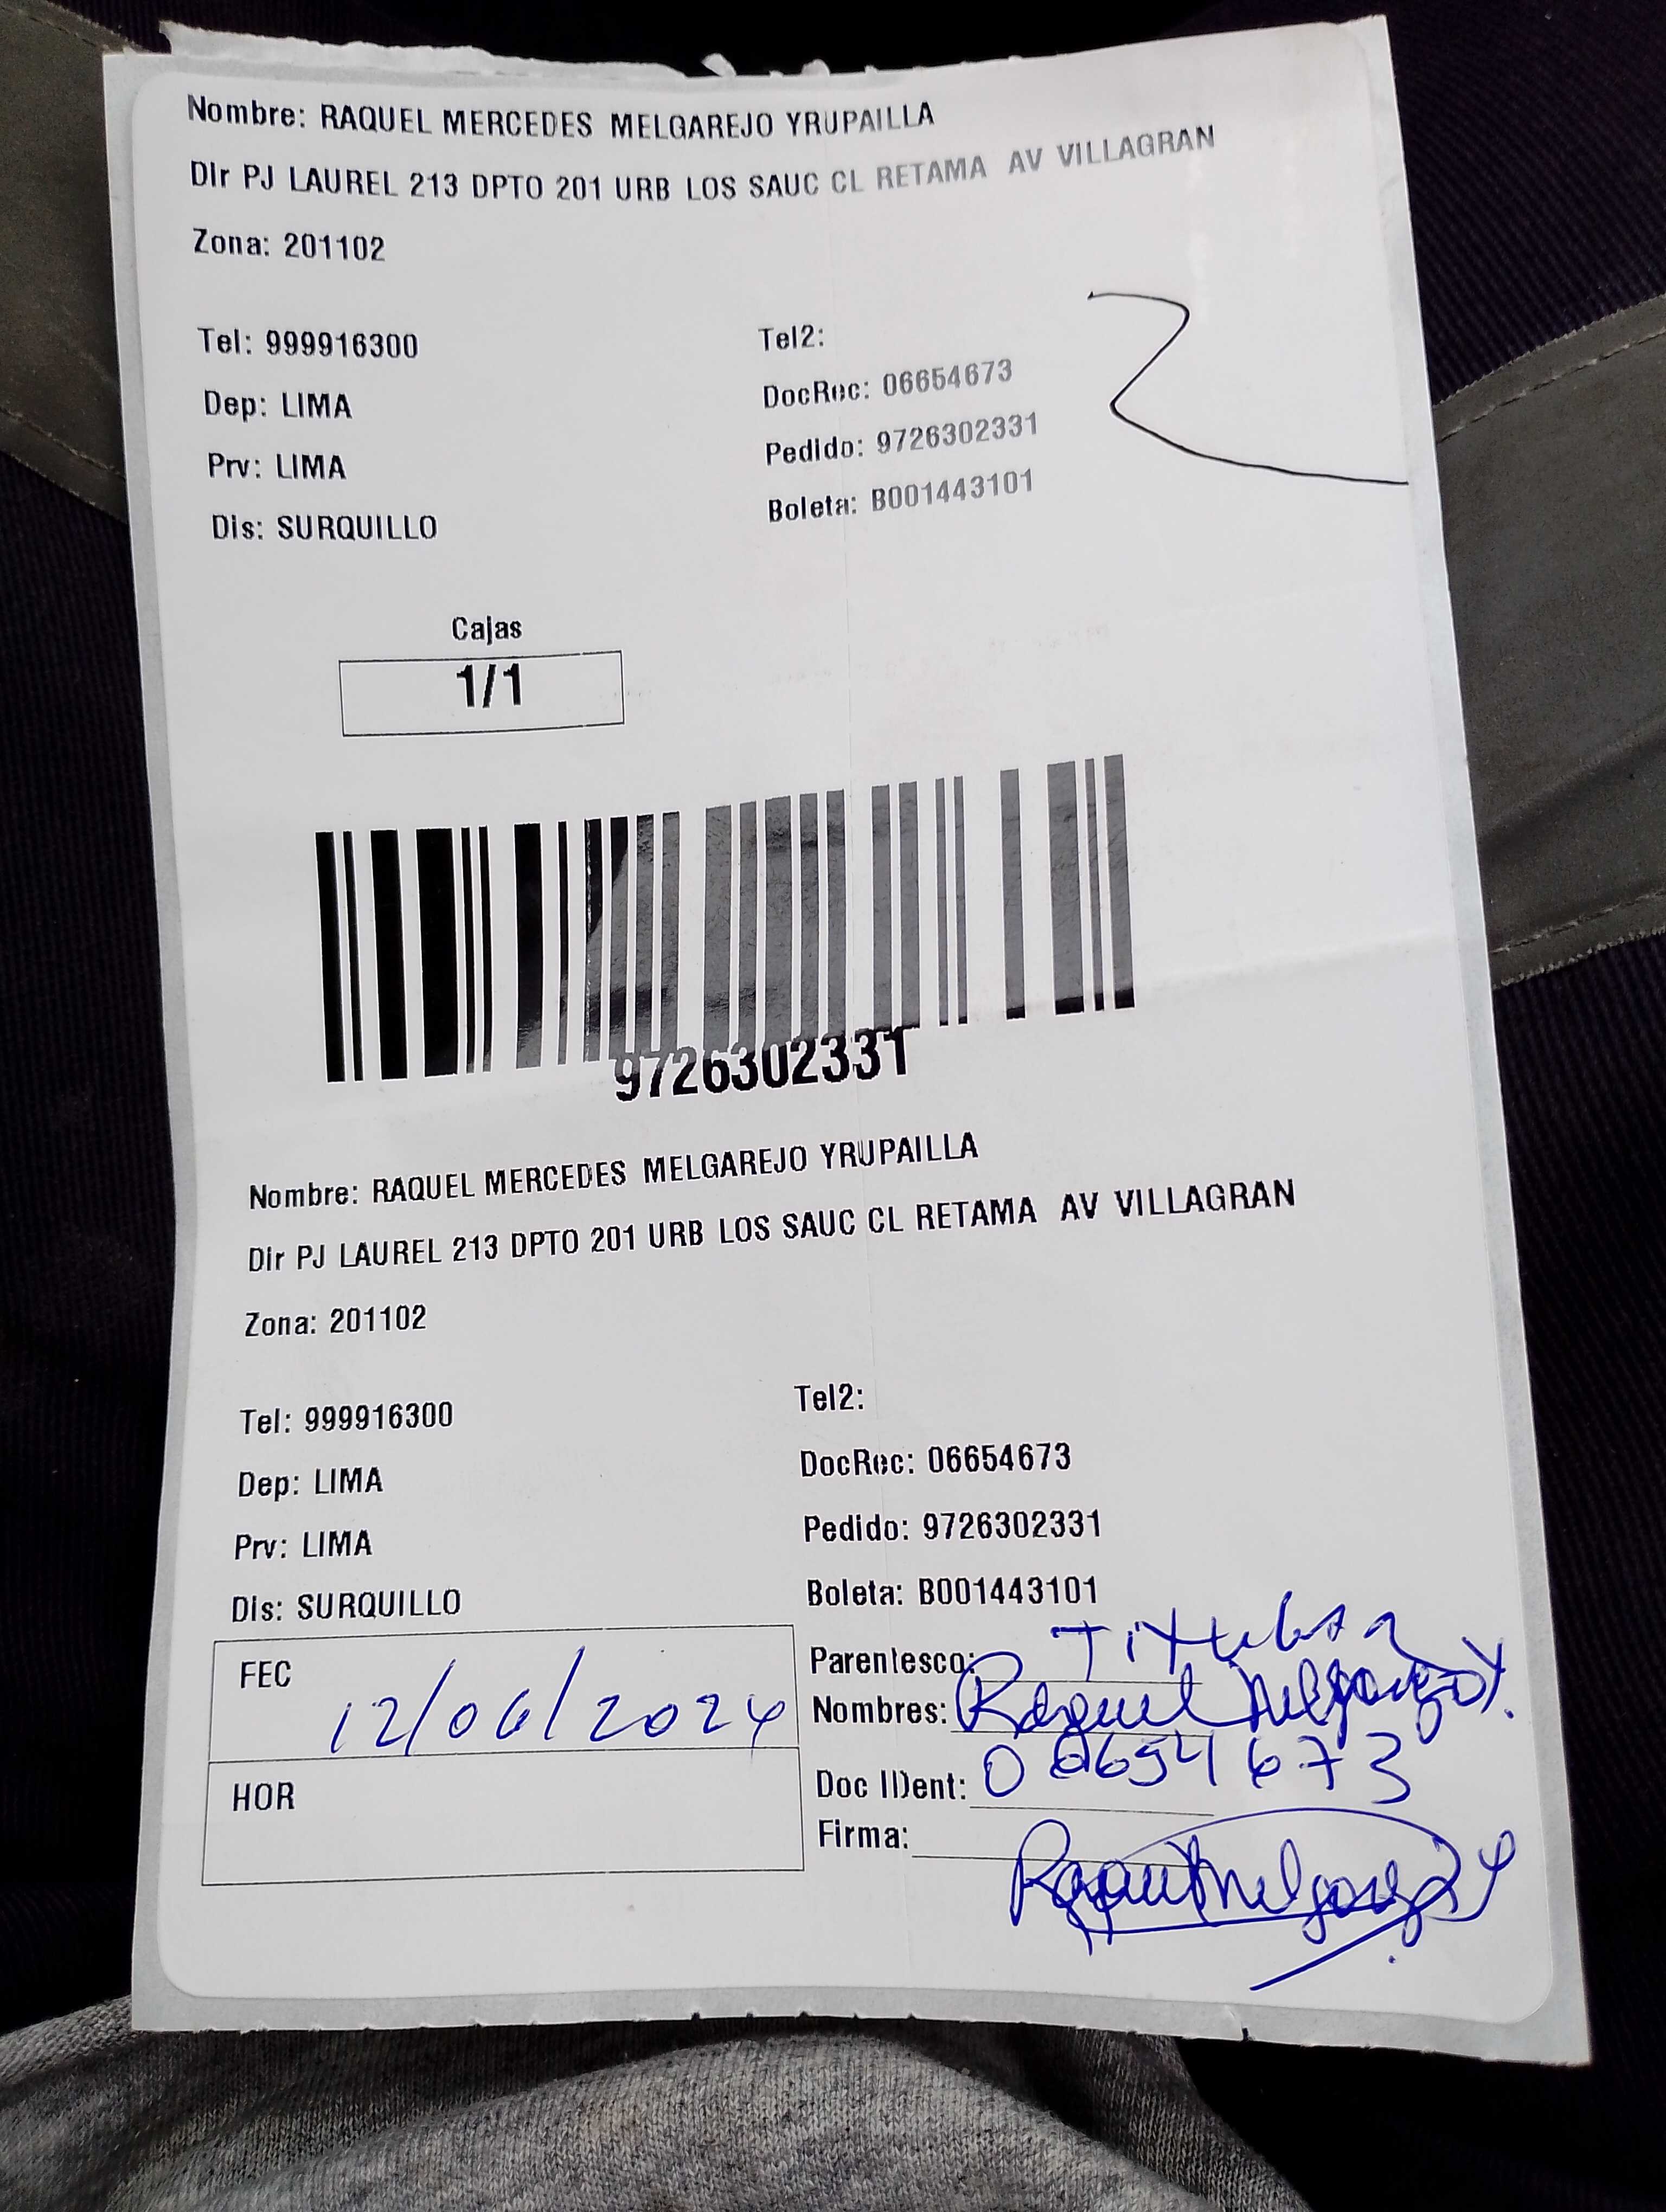 Nombre: RAQUEL MERCEDES MELGAREJO YRUPAILLA
Dir PJ LAUREL 213 DPTO 201 URB LOS SAUC CL RETAMA AV VILLAGRAN
Zona: 201102
Tel: 999916300 Tel2:
Dep: LIMA DocRec: 06654673
Prv: LIMA Pedido: 9726302331
Dis: SURQUILLO Boleta: B001443101
Cajas
1/1
9726302331
Nombre: RAQUEL MERCEDES MELGAREJO YRUPAILLA
Dir PJ LAUREL 213 DPTO 201 URB LOS SAUC CL RETAMA AV VILLAGRAN
Zona: 201102
Tel: 999916300 Tel2:
Dep: LIMA DocRec: 06654673
Prv: LIMA Pedido: 9726302331
Dis: SURQUILLO Boleta: B001443101
FEC 12/06/2024
HOR
Parentesco: Titular
Nombres: Raquel Melgarejo Y.
Doc IDent: 06654673
Firma: Raquel Melgarejo Y